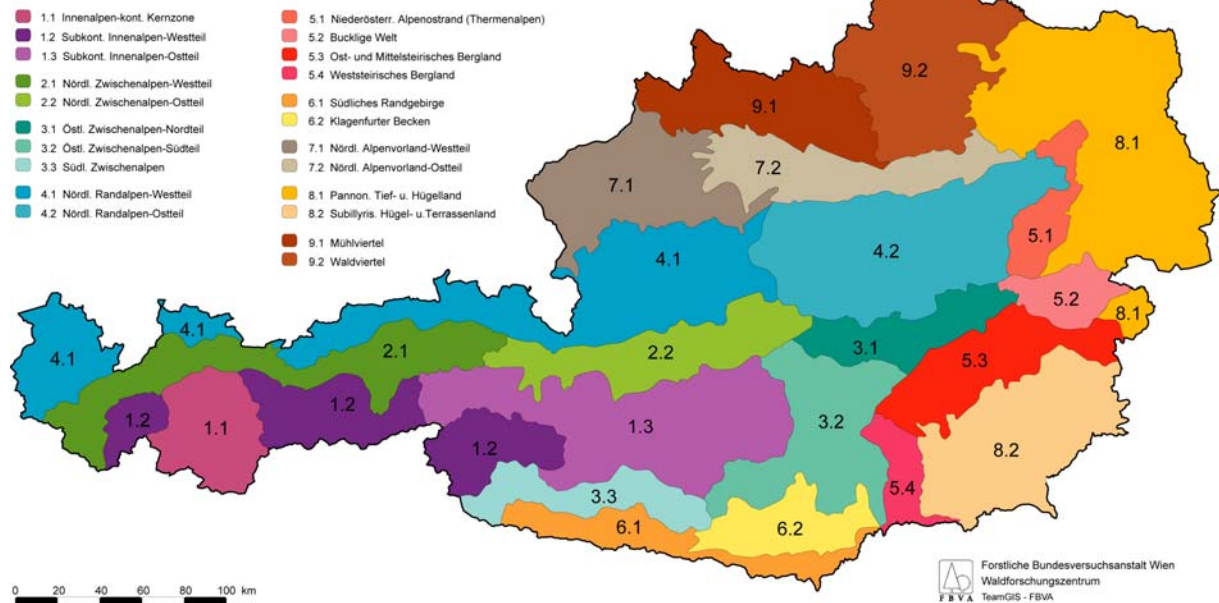 1.1 Innenalpen-kont. Kernzone
1.2 Subkont. Innenalpen-Westteil
1.3 Subkont. Innenalpen-Ostteil
2.1 Nördl. Zwischenalpen-Westteil
2.2 Nördl. Zwischenalpen-Ostteil
3.1 Östl. Zwischenalpen-Nordteil
3.2 Östl. Zwischenalpen-Südteil
3.3 Südl. Zwischenalpen
4.1 Nördl. Randalpen-Westteil
4.2 Nördl. Randalpen-Ostteil
5.1 Niederösterr. Alpenostrand (Thermenalpen)
5.2 Bucklige Welt
5.3 Ost- und Mittelsteirisches Bergland
5.4 Weststeirisches Bergland
6.1 Südliches Randgebirge
6.2 Klagenfurter Becken
7.1 Nördl. Alpenvorland-Westteil
7.2 Nördl. Alpenvorland-Ostteil
8.1 Pannon. Tief- u. Hügelland
8.2 Subillyris. Hügel- u.Terrassenland
9.1 Mühlviertel
9.2 Waldviertel
9.2
9.1
8.1
7.2
7.1
5.1
4.2
4.1
5.2
8.1
4.1
4.1
2.1
2.2
3.1
5.3
1.2
1.2
1.1
1.3
3.2
1.2
8.2
5.4
3.3
6.1
6.2
0 20 40 60 80 100 km
FBVA
Forstliche Bundesversuchsanstalt Wien
Waldforschungszentrum
TeamGIS - FBVA